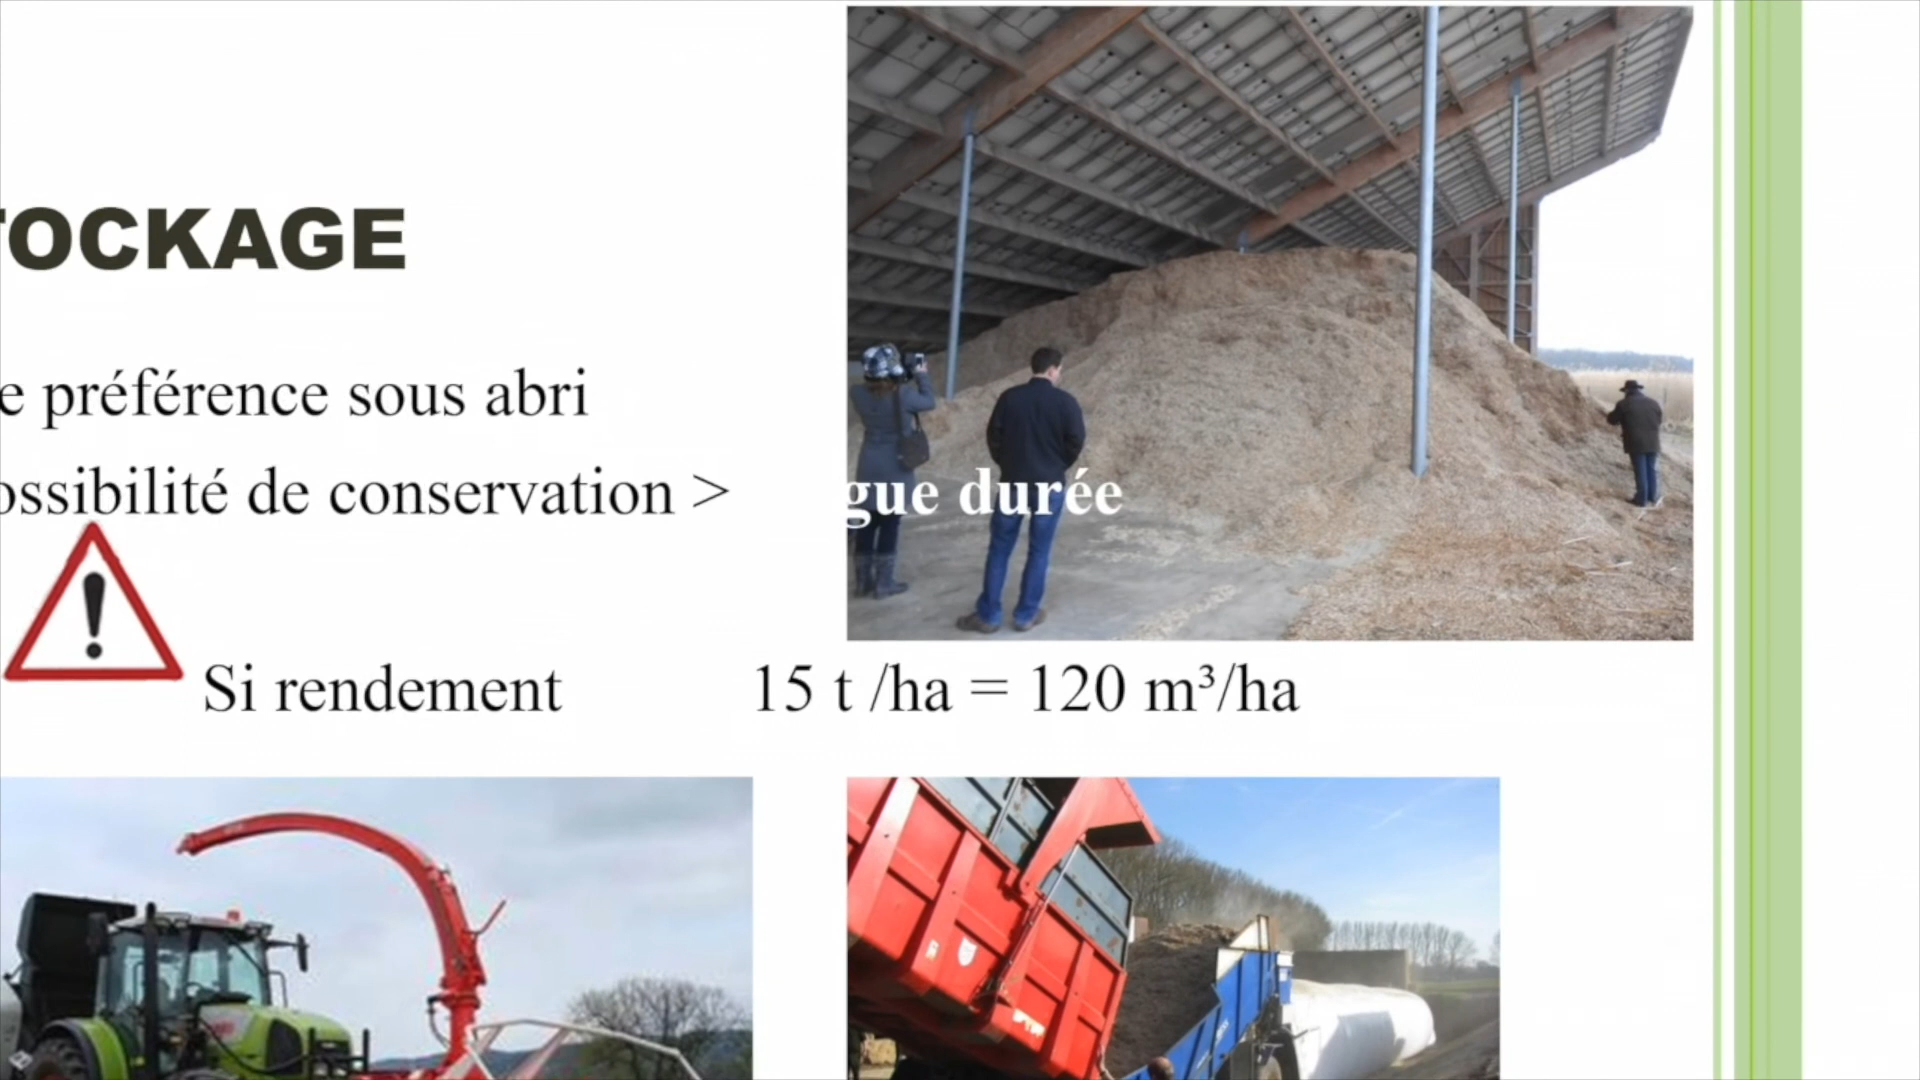 TOCKAGE
e préférence sous abri
ossibilité de conservation > gue durée
Si rendement 15 t /ha = 120 m³/ha